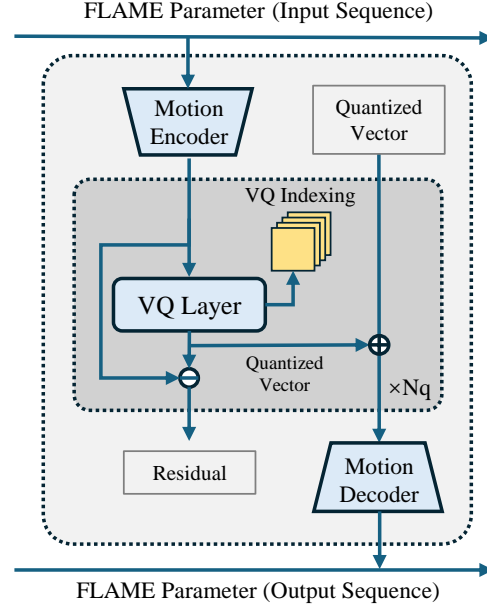 FLAME Parameter (Input Sequence)
Motion
Encoder
Quantized
Vector
VQ Indexing
VQ Layer
Quantized
Vector
×Nq
Residual
Motion
Decoder
FLAME Parameter (Output Sequence)